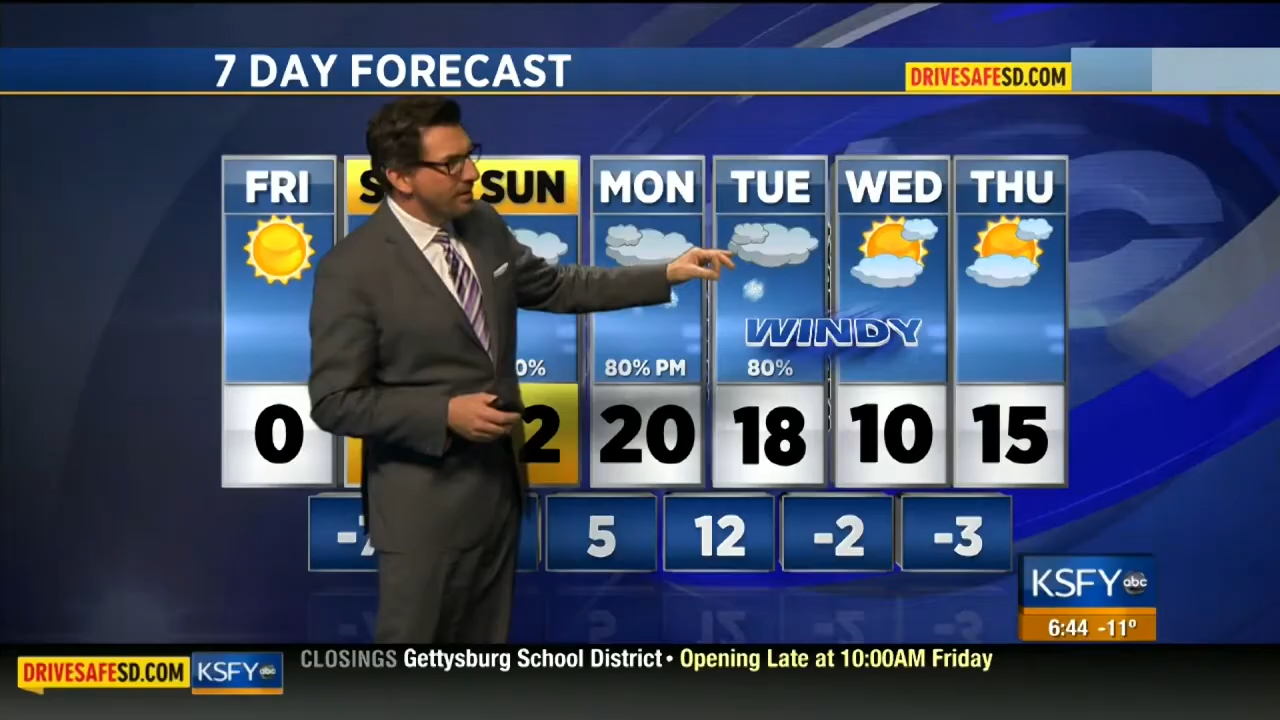 7 DAY FORECAST
DRIVESAFESD.COM
FRI
SUN
MON
TUE
WED
THU
WINDY
80% PM
80%
0
20
18
10
15
5
12
-2
-3
KSFY abc
6:44 -11°
DRIVESAFESD.COM
KSFY abc
CLOSINGS Gettysburg School District • Opening Late at 10:00AM Friday